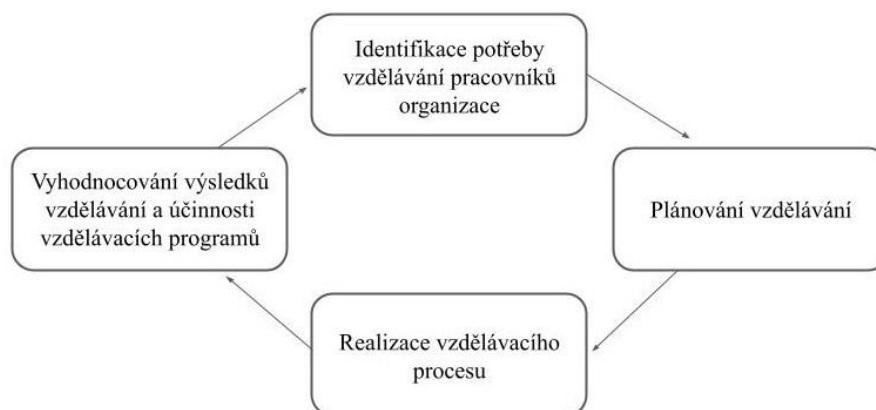 Identifikace potřeby
vzdělávání pracovníků
organizace
Vyhodnocování výsledků
vzdělávání a účinnosti
vzdělávacích programů
Plánování vzdělávání
Realizace vzdělávacího
procesu